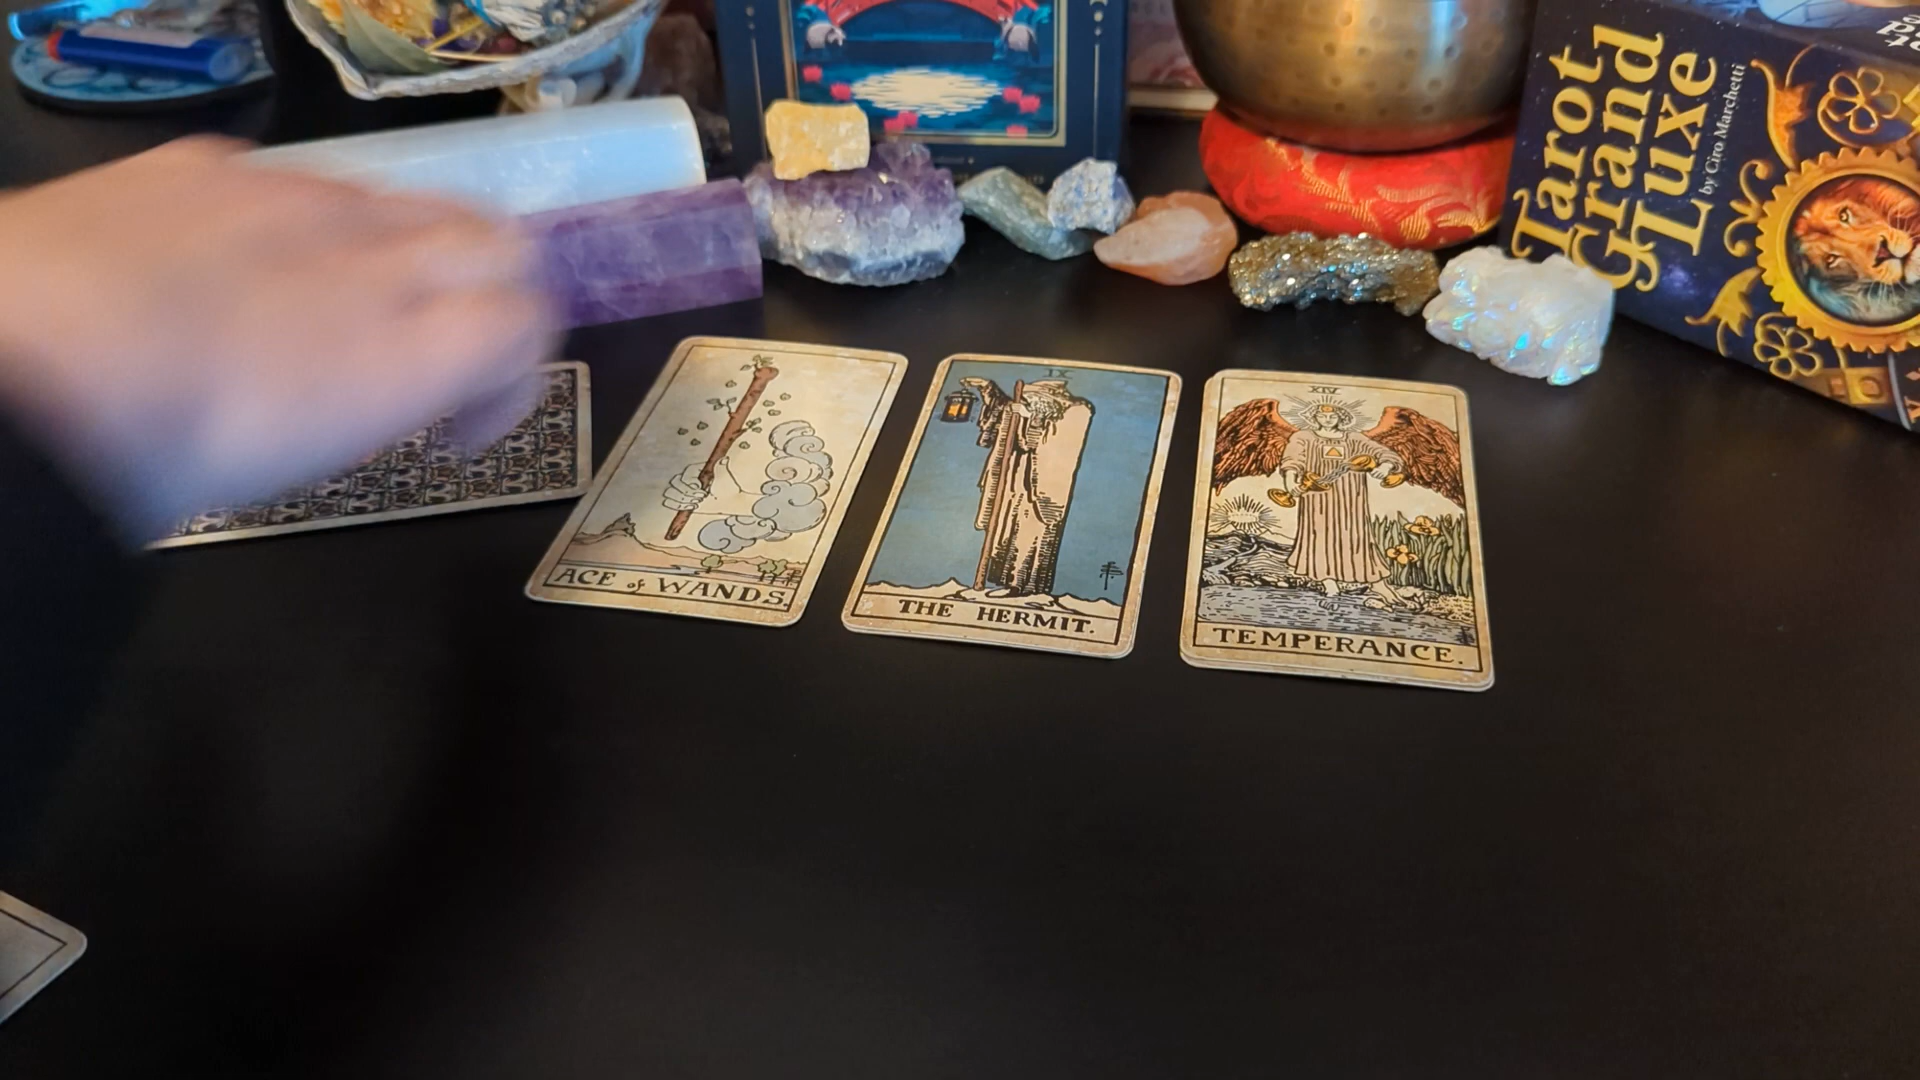 Tarot
Grand
Luxe
by Ciro Marchetti
IX
XIV
ACE of WANDS.
THE HERMIT.
TEMPERANCE.